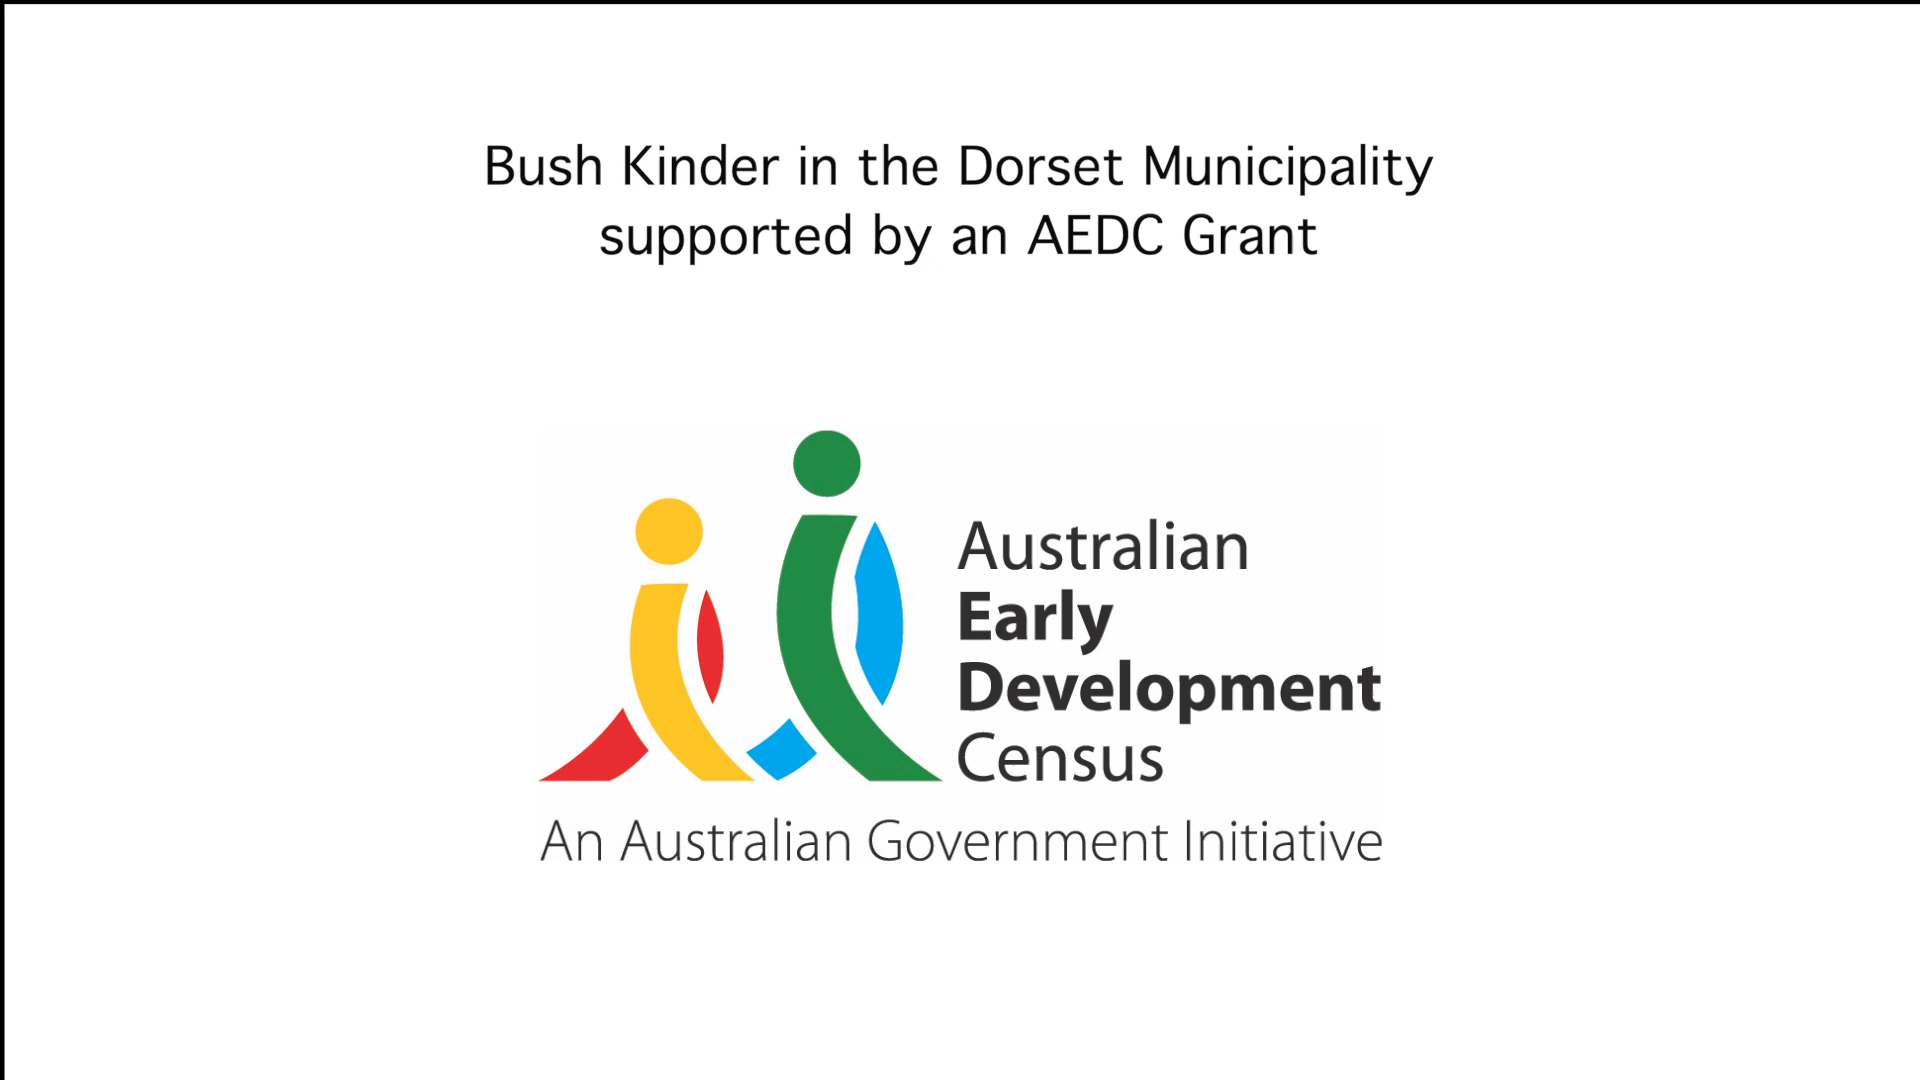 Bush Kinder in the Dorset Municipality
supported by an AEDC Grant
Australian
Early
Development
Census
An Australian Government Initiative